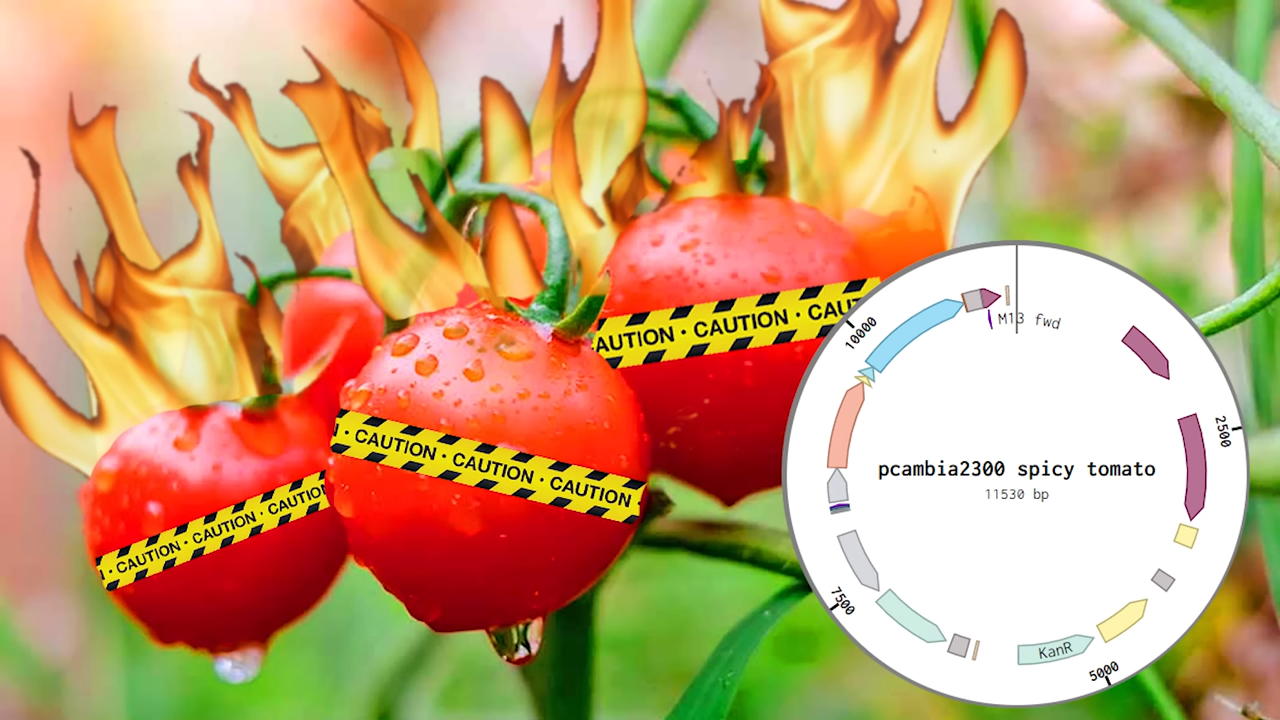 AUTION · CAUTION · CAUT
· CAUTION · CAUTION · CAUTION ·
· CAUTION · CAUTION · CAUTION
M13 fwd
10000
2500
pcambia2300 spicy tomato
11530 bp
7500
KanR
5000